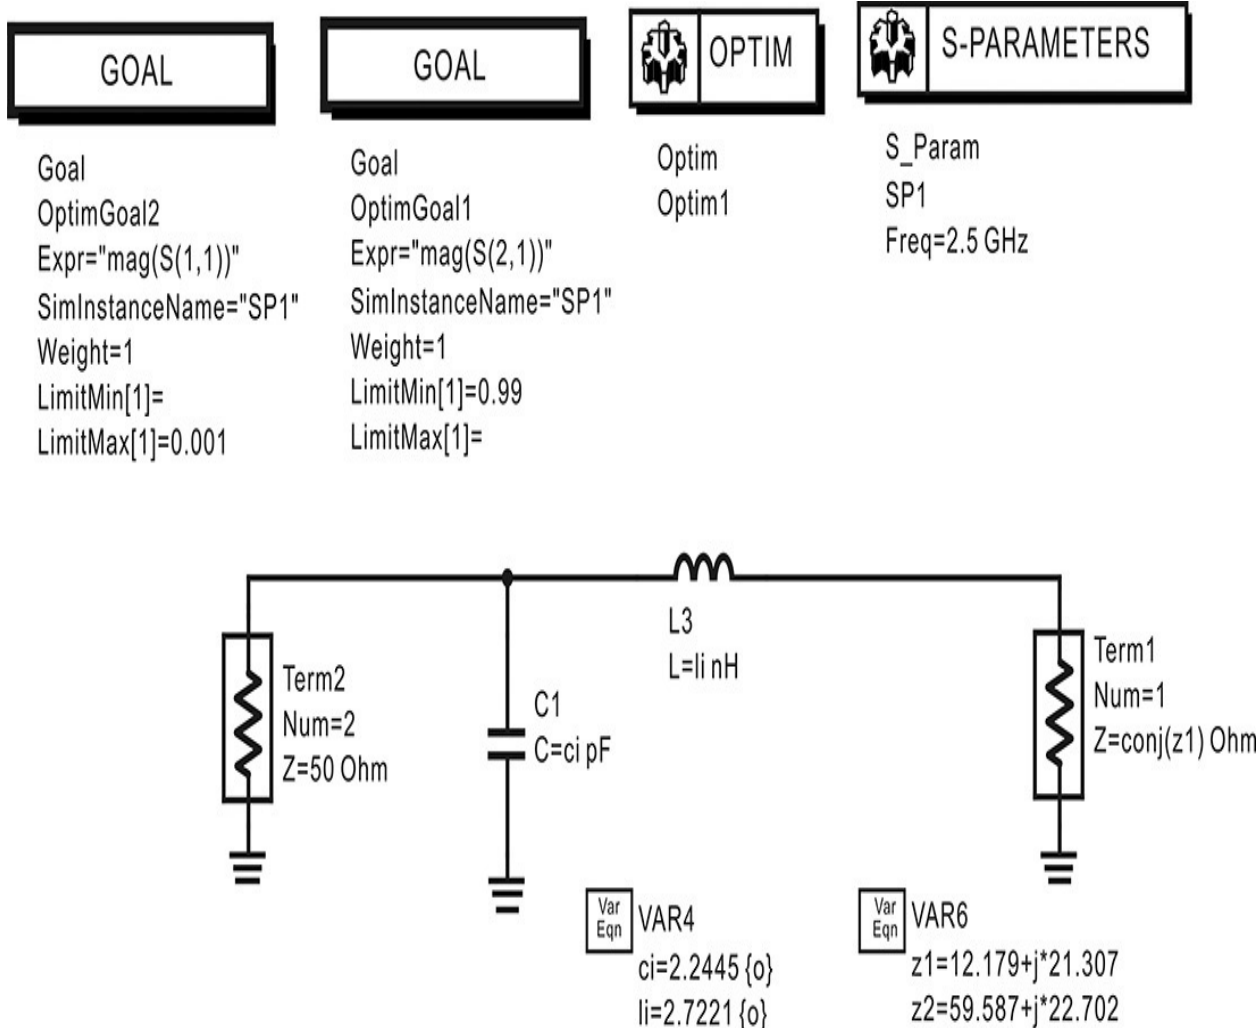 GOAL
Goal
OptimGoal2
Expr="mag(S(1,1))"
SimInstanceName="SP1"
Weight=1
LimitMin[1]=
LimitMax[1]=0.001
GOAL
Goal
OptimGoal1
Expr="mag(S(2,1))"
SimInstanceName="SP1"
Weight=1
LimitMin[1]=0.99
LimitMax[1]=
OPTIM
Optim
Optim1
S-PARAMETERS
S_Param
SP1
Freq=2.5 GHz
Term2
Num=2
Z=50 Ohm
C1
C=ci pF
L3
L=li nH
Term1
Num=1
Z=conj(z1) Ohm
Var
Eqn
VAR4
ci=2.2445 {o}
li=2.7221 {o}
Var
Eqn
VAR6
z1=12.179+j*21.307
z2=59.587+j*22.702